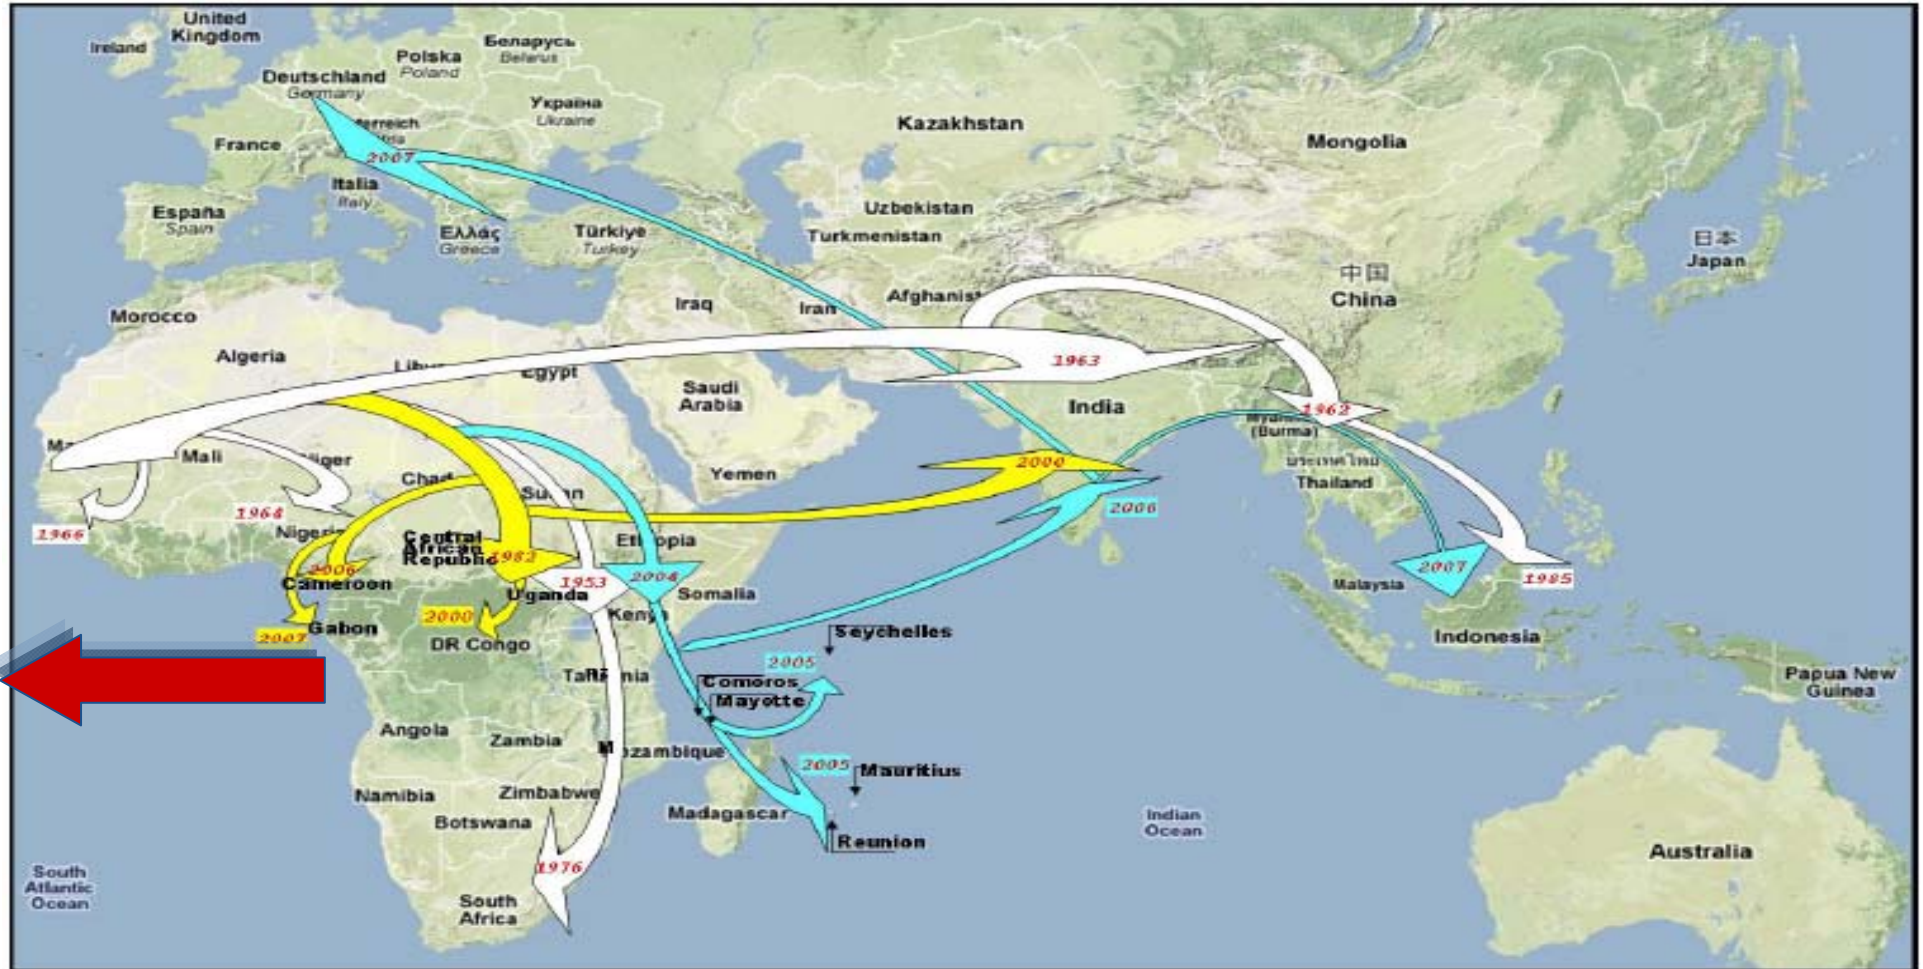 United
Kingdom
Ireland
Беларусь
Belarus
Polska
Poland
Deutschland
Germany
Україна
Ukraine
Kazakhstan
Mongolia
France
2007
Italia
Italy
España
Spain
Ελλάς
Greece
Türkiye
Turkey
Uzbekistan
Turkmenistan
日本
Japan
中国
China
Afghanist
Iran
Iraq
Morocco
Algeria
Egypt
1963
Saudi
Arabia
India
1962
(Burma)
Mali
Chad
Yemen
2000
Thailand
2006
1966
1964
Central
African
Republic
1982
Ethiopia
2006
Cameroon
1953
2004
Uganda
Kenya
Somalia
2007
Malaysia
1985
2000
2007
Gabon
DR Congo
Seychelles
Indonesia
2005
Comoros
Mayotte
Papua New
Guinea
Angola
Zambia
Mozambique
2005
Mauritius
Namibia
Zimbabwe
Madagascar
Botswana
Indian
Ocean
Reunion
Australia
1976
South
Atlantic
Ocean
South
Africa